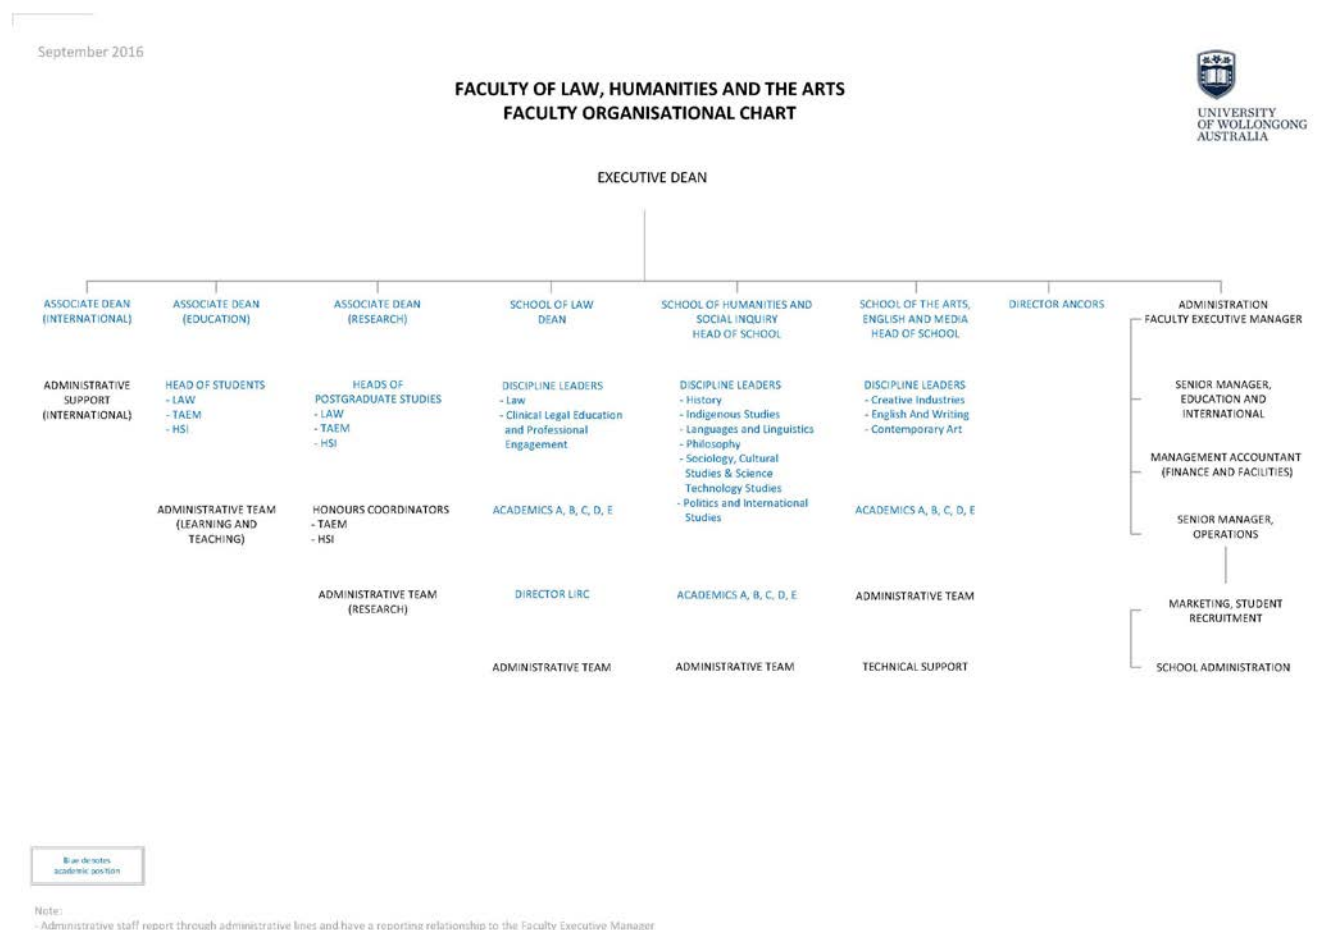 September 2016
FACULTY OF LAW, HUMANITIES AND THE ARTS
FACULTY ORGANISATIONAL CHART
UNIVERSITY
OF WOLLONGONG
AUSTRALIA
EXECUTIVE DEAN
ASSOCIATE DEAN
(INTERNATIONAL)
ADMINISTRATIVE
SUPPORT
(INTERNATIONAL)
ASSOCIATE DEAN
(EDUCATION)
HEAD OF STUDENTS
- LAW
- TAEM
- HSI
ADMINISTRATIVE TEAM
(LEARNING AND
TEACHING)
ASSOCIATE DEAN
(RESEARCH)
HEADS OF
POSTGRADUATE STUDIES
- LAW
- TAEM
- HSI
HONOURS COORDINATORS
- TAEM
- HSI
ADMINISTRATIVE TEAM
(RESEARCH)
SCHOOL OF LAW
DEAN
DISCIPLINE LEADERS
- Law
- Clinical Legal Education
and Professional
Engagement
ACADEMICS A, B, C, D, E
DIRECTOR LIRC
ADMINISTRATIVE TEAM
SCHOOL OF HUMANITIES AND
SOCIAL INQUIRY
HEAD OF SCHOOL
DISCIPLINE LEADERS
- History
- Indigenous Studies
- Languages and Linguistics
- Philosophy
- Sociology, Cultural
Studies & Science
Technology Studies
- Politics and International
Studies
ACADEMICS A, B, C, D, E
ADMINISTRATIVE TEAM
SCHOOL OF THE ARTS,
ENGLISH AND MEDIA
HEAD OF SCHOOL
DISCIPLINE LEADERS
- Creative Industries
- English And Writing
- Contemporary Art
ACADEMICS A, B, C, D, E
ADMINISTRATIVE TEAM
TECHNICAL SUPPORT
DIRECTOR ANCORS
ADMINISTRATION
FACULTY EXECUTIVE MANAGER
SENIOR MANAGER,
EDUCATION AND
INTERNATIONAL
MANAGEMENT ACCOUNTANT
(FINANCE AND FACILITIES)
SENIOR MANAGER,
OPERATIONS
MARKETING, STUDENT
RECRUITMENT
SCHOOL ADMINISTRATION
Blue denotes
academic position
Note:
- Administrative staff report through administrative lines and have a reporting relationship to the Faculty Executive Manager